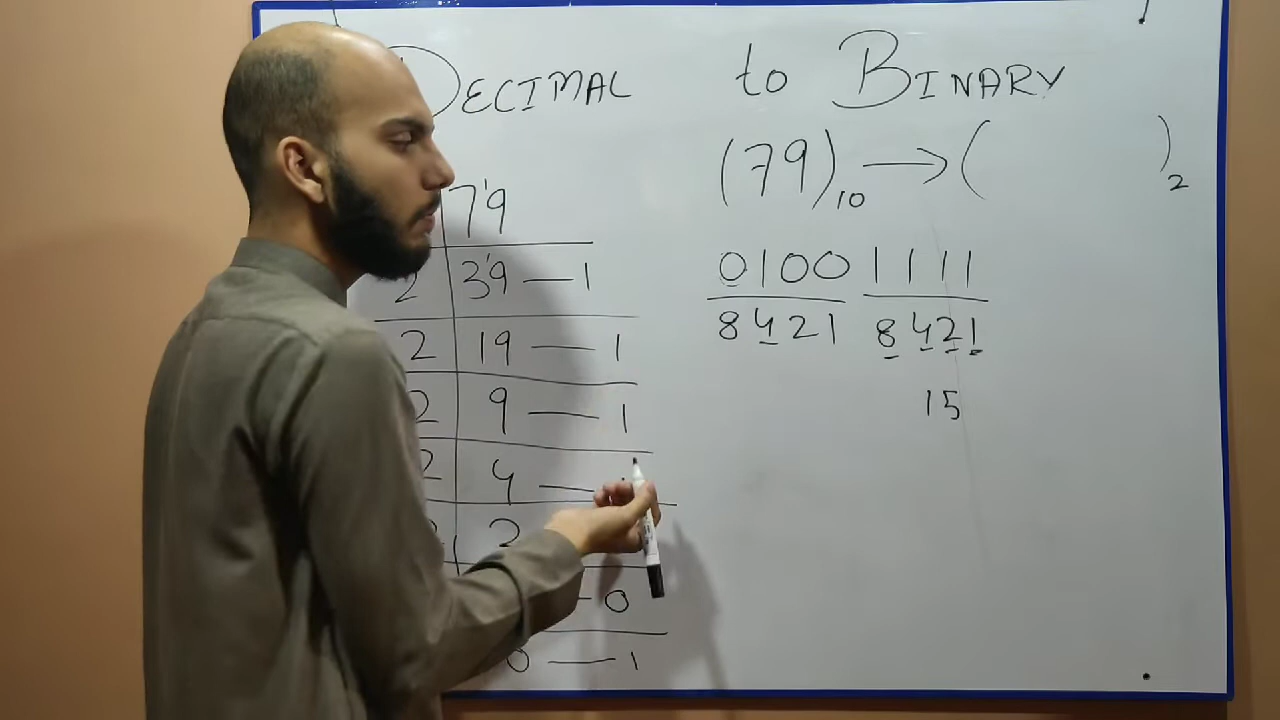 DECIMAL to BINARY
(79)10 → ( )2
79
2 39 — 1
2 19 — 1
2 9 — 1
2 4 —
2
— 0
0 — 1
0100 1111
8421 8421
15